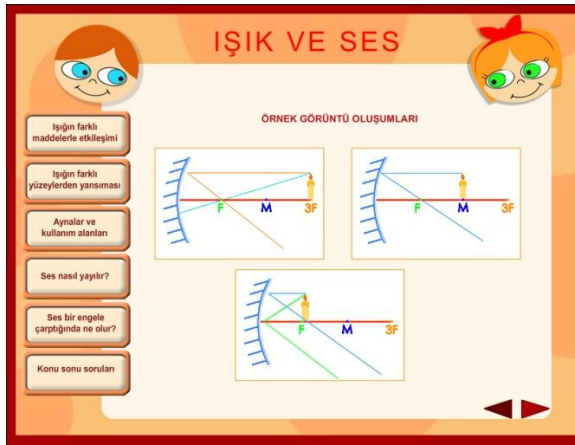 IŞIK VE SES
ÖRNEK GÖRÜNTÜ OLUŞUMLARI
Işığın farklı
maddelerle etkileşimi
Işığın farklı
yüzeylerden yansıması
Aynalar ve
kullanım alanları
Ses nasıl yayılır?
Ses bir engele
çarptığında ne olur?
Konu sonu soruları
F M 3F
F M 3F
F M 3F